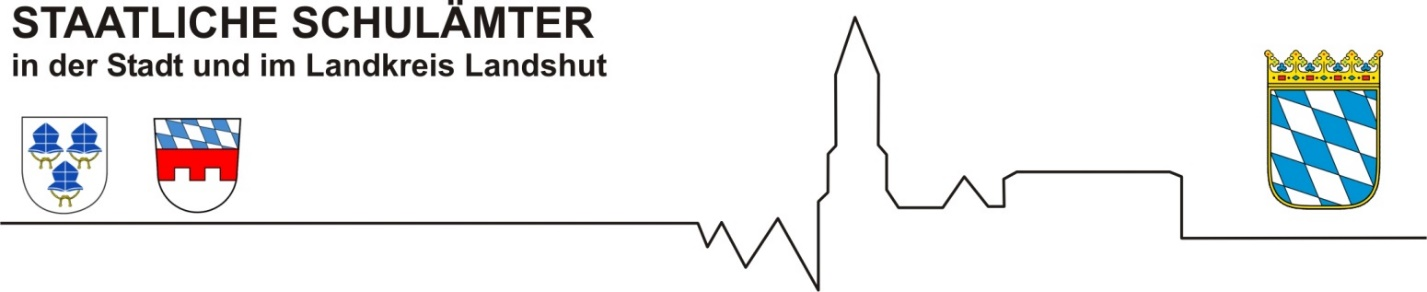 STAATLICHE SCHULÄMTER
in der Stadt und im Landkreis Landshut